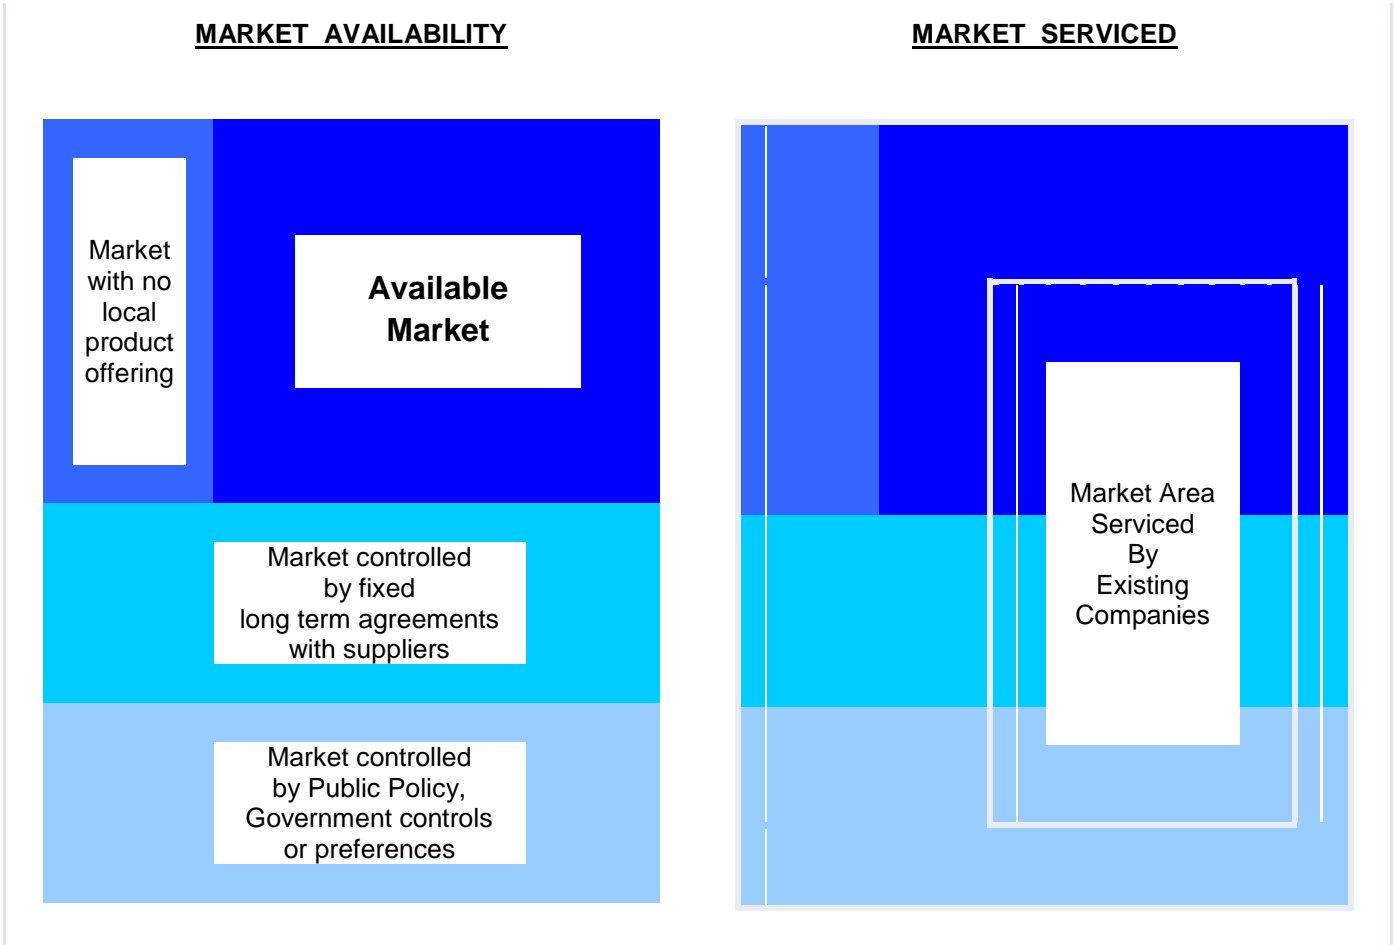 MARKET AVAILABILITY
Market
with no
local
product
offering
Available
Market
Market controlled
by fixed
long term agreements
with suppliers
Market controlled
by Public Policy,
Government controls
or preferences
MARKET SERVICED
Market Area
Serviced
By
Existing
Companies